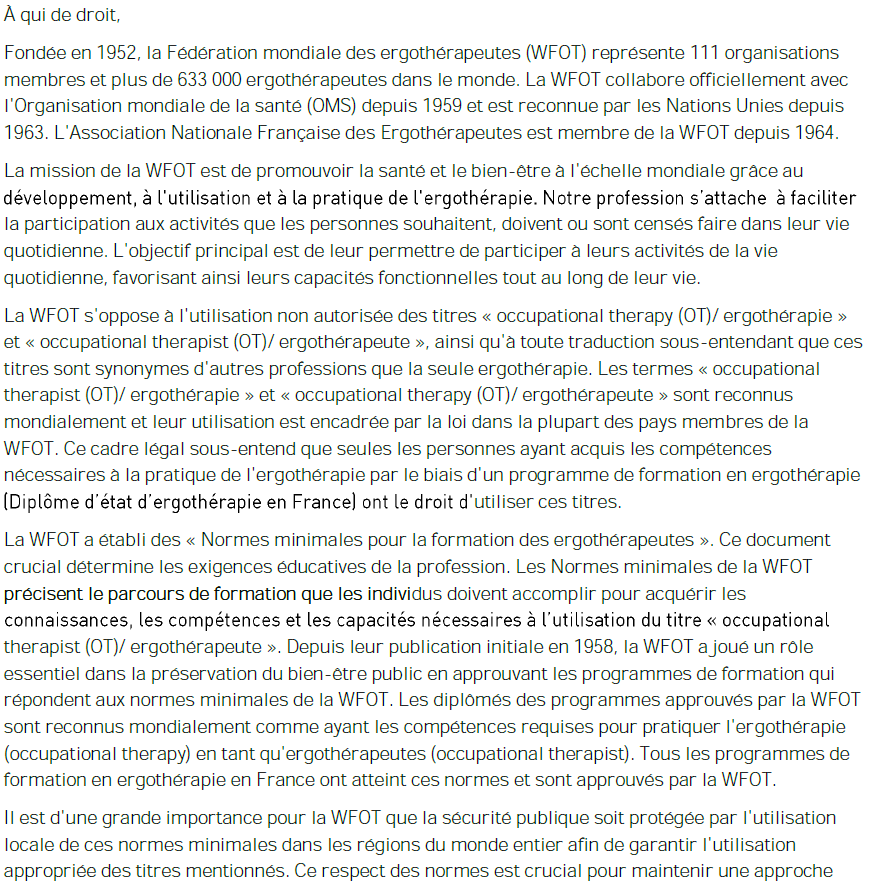 À qui de droit,
Fondée en 1952, la Fédération mondiale des ergothérapeutes (WFOT) représente 111 organisations
membres et plus de 633 000 ergothérapeutes dans le monde. La WFOT collabore officiellement avec
l'Organisation mondiale de la santé (OMS) depuis 1959 et est reconnue par les Nations Unies depuis
1963. L'Association Nationale Française des Ergothérapeutes est membre de la WFOT depuis 1964.
La mission de la WFOT est de promouvoir la santé et le bien-être à l'échelle mondiale grâce au
développement, à l'utilisation et à la pratique de l'ergothérapie. Notre profession s’attache  à faciliter
la participation aux activités que les personnes souhaitent, doivent ou sont censés faire dans leur vie
quotidienne. L'objectif principal est de leur permettre de participer à leurs activités de la vie
quotidienne, favorisant ainsi leurs capacités fonctionnelles tout au long de leur vie.
La WFOT s'oppose à l'utilisation non autorisée des titres « occupational therapy (OT)/ ergothérapie »
et « occupational therapist (OT)/ ergothérapeute », ainsi qu'à toute traduction sous-entendant que ces
titres sont synonymes d'autres professions que la seule ergothérapie. Les termes « occupational
therapist (OT)/ ergothérapie » et « occupational therapy (OT)/ ergothérapeute » sont reconnus
mondialement et leur utilisation est encadrée par la loi dans la plupart des pays membres de la
WFOT. Ce cadre légal sous-entend que seules les personnes ayant acquis les compétences
nécessaires à la pratique de l'ergothérapie par le biais d'un programme de formation en ergothérapie
(Diplôme d’état d’ergothérapie en France) ont le droit d'utiliser ces titres.
La WFOT a établi des « Normes minimales pour la formation des ergothérapeutes ». Ce document
crucial détermine les exigences éducatives de la profession. Les Normes minimales de la WFOT
précisent le parcours de formation que les individus doivent accomplir pour acquérir les
connaissances, les compétences et les capacités nécessaires à l’utilisation du titre « occupational
therapist (OT)/ ergothérapeute ». Depuis leur publication initiale en 1958, la WFOT a joué un rôle
essentiel dans la préservation du bien-être public en approuvant les programmes de formation qui
répondent aux normes minimales de la WFOT. Les diplômés des programmes approuvés par la WFOT
sont reconnus mondialement comme ayant les compétences requises pour pratiquer l'ergothérapie
(occupational therapy) en tant qu'ergothérapeutes (occupational therapist). Tous les programmes de
formation en ergothérapie en France ont atteint ces normes et sont approuvés par la WFOT.
Il est d'une grande importance pour la WFOT que la sécurité publique soit protégée par l'utilisation
locale de ces normes minimales dans les régions du monde entier afin de garantir l'utilisation
appropriée des titres mentionnés. Ce respect des normes est crucial pour maintenir une approche